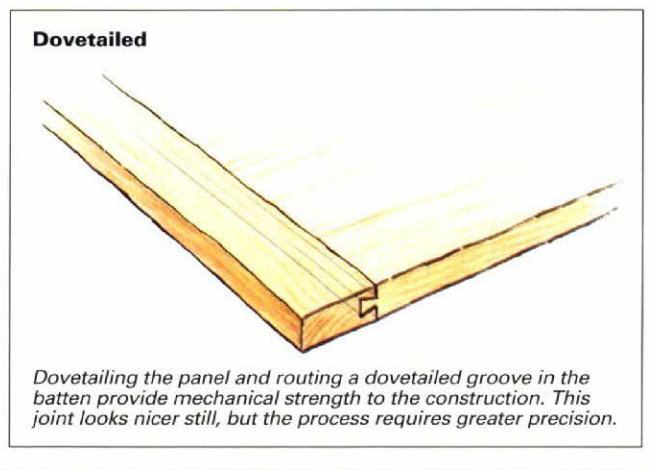 Dovetailed
Dovetailing the panel and routing a dovetailed groove in the
batten provide mechanical strength to the construction. This
joint looks nicer still, but the process requires greater precision.